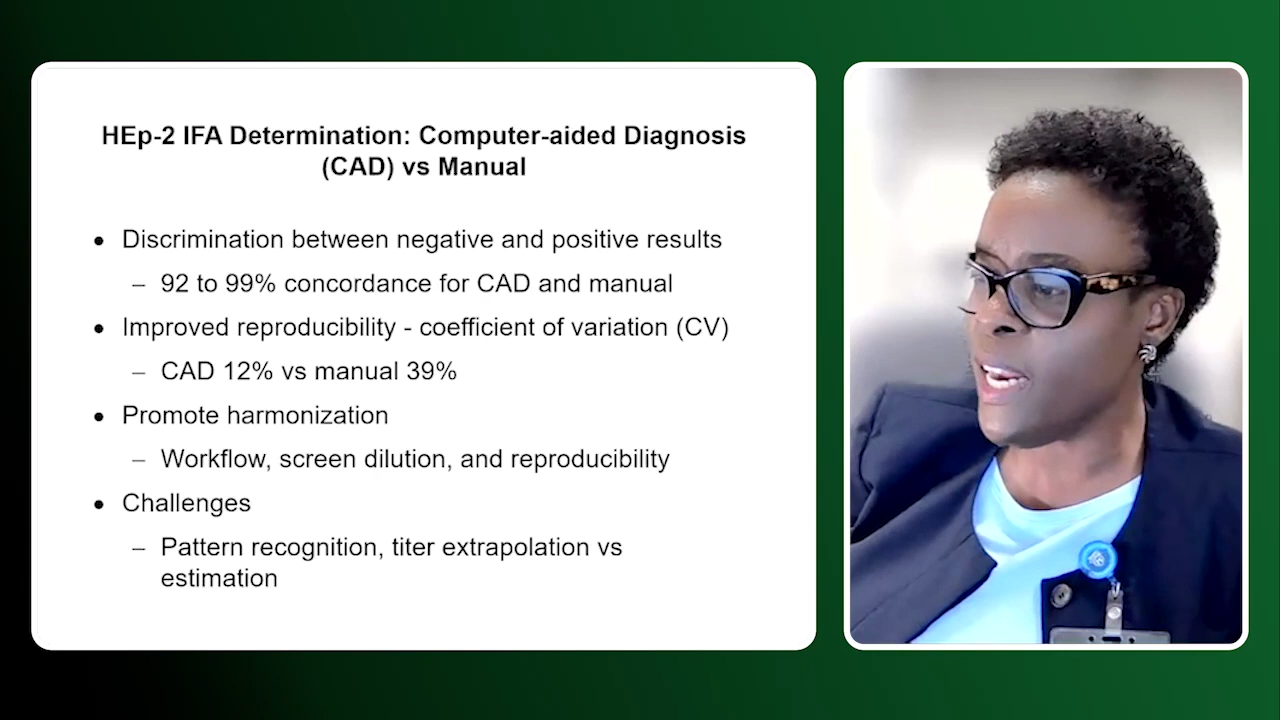 HEp-2 IFA Determination: Computer-aided Diagnosis
(CAD) vs Manual
• Discrimination between negative and positive results
– 92 to 99% concordance for CAD and manual
• Improved reproducibility - coefficient of variation (CV)
– CAD 12% vs manual 39%
• Promote harmonization
– Workflow, screen dilution, and reproducibility
• Challenges
– Pattern recognition, titer extrapolation vs
estimation